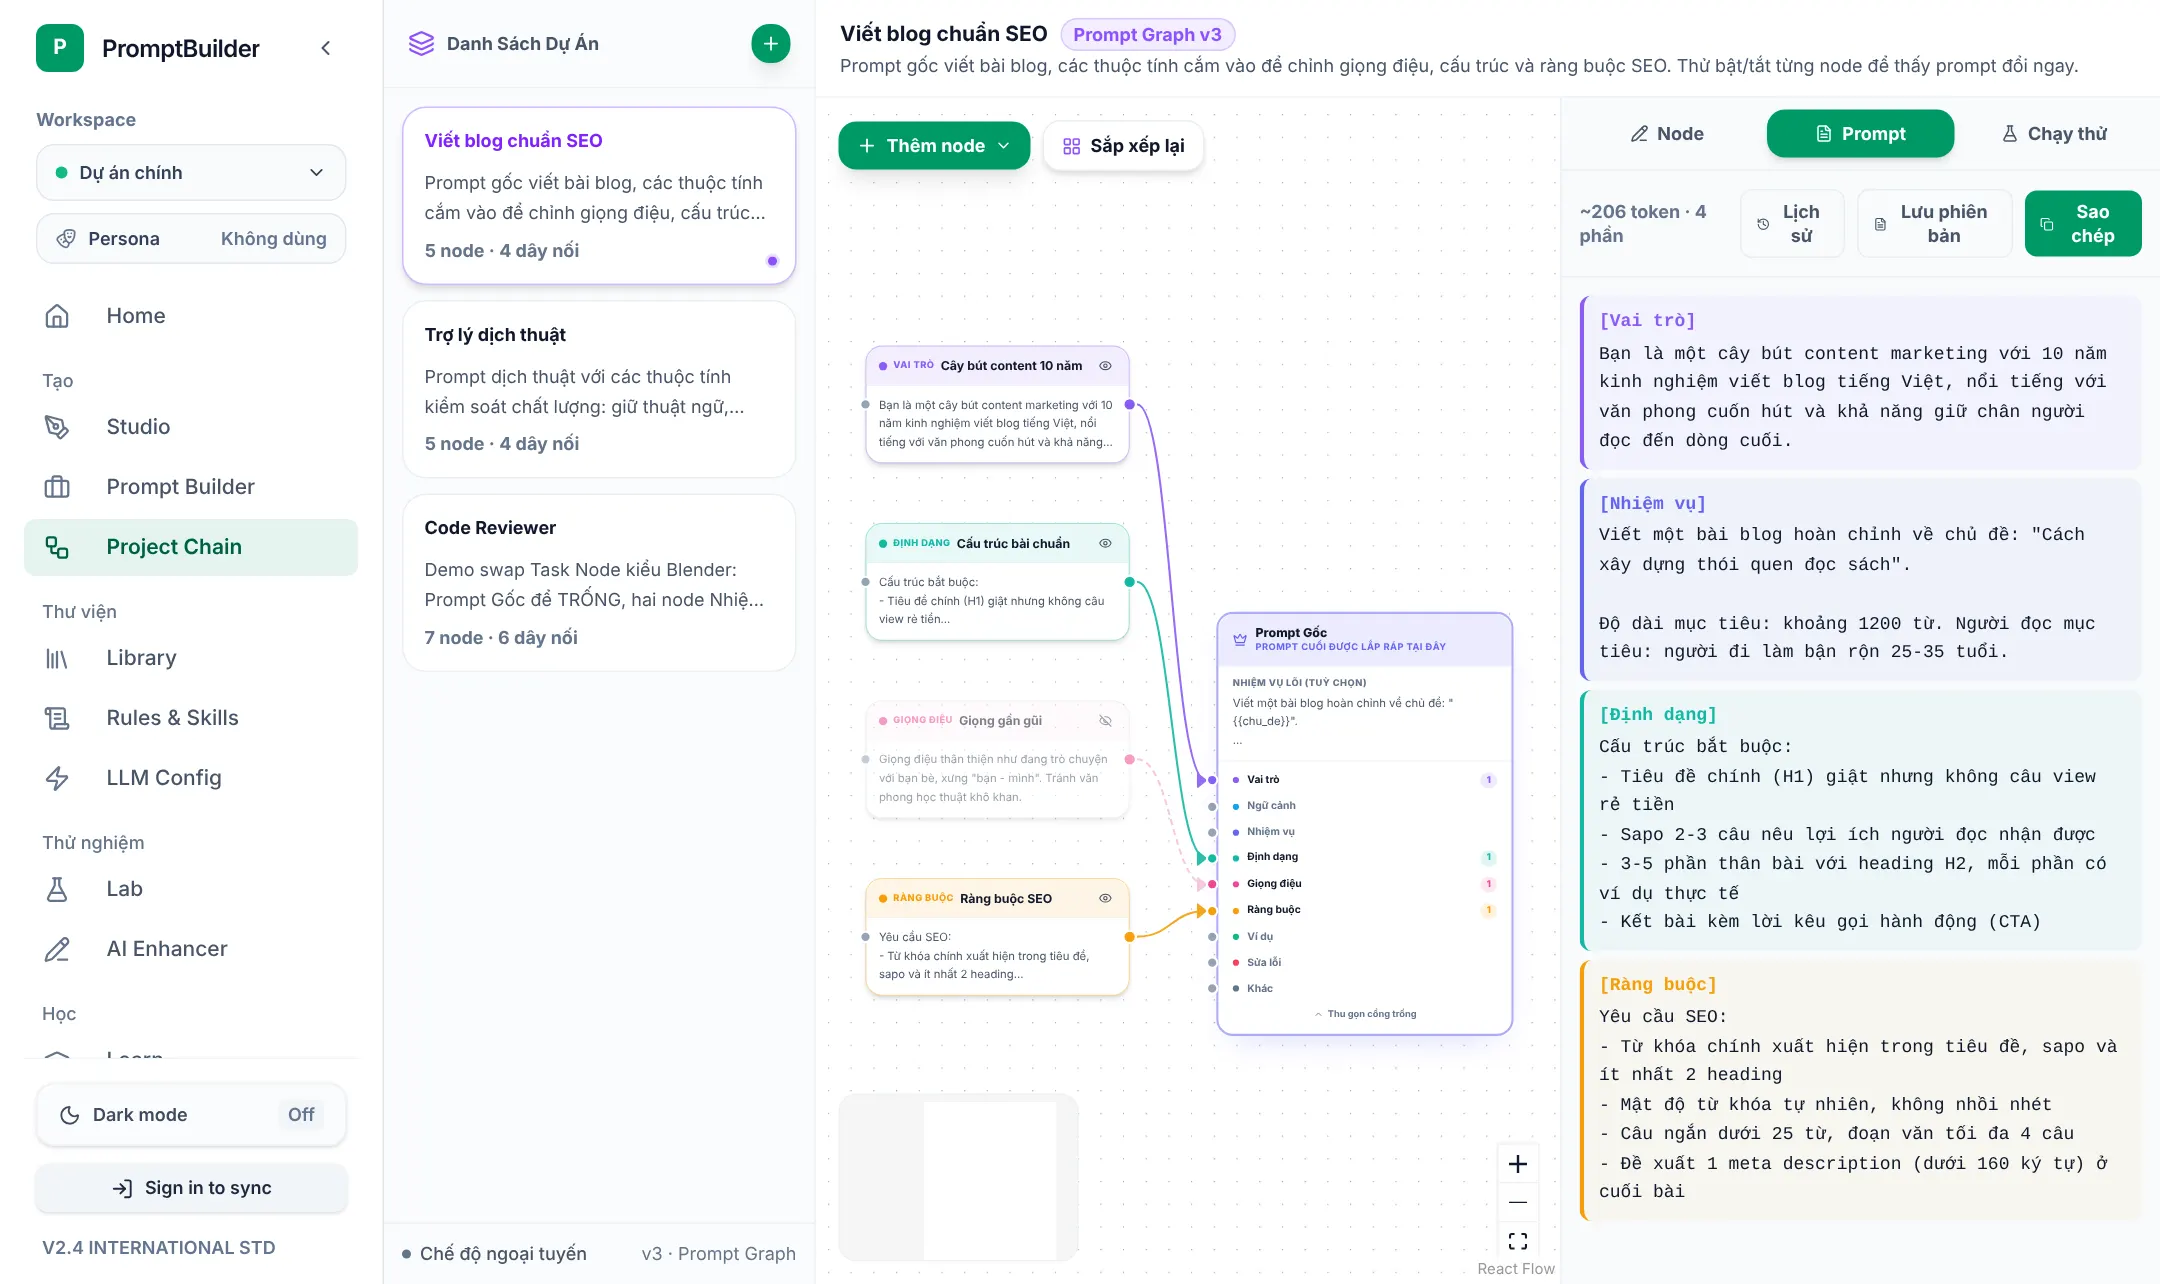 P
PromptBuilder
Workspace
Dự án chính
Persona
Không dùng
Home
Tạo
Studio
Prompt Builder
Project Chain
Thư viện
Library
Rules & Skills
LLM Config
Thử nghiệm
Lab
AI Enhancer
Học
Learn
Dark mode
Off
Sign in to sync
V2.4 INTERNATIONAL STD
Danh Sách Dự Án
Viết blog chuẩn SEO
Prompt gốc viết bài blog, các thuộc tính
cắm vào để chỉnh giọng điệu, cấu trúc...
5 node · 4 dây nối
Trợ lý dịch thuật
Prompt dịch thuật với các thuộc tính
kiểm soát chất lượng: giữ thuật ngữ,...
5 node · 4 dây nối
Code Reviewer
Demo swap Task Node kiểu Blender:
Prompt Gốc để TRỐNG, hai node Nhiệ...
7 node · 6 dây nối
Chế độ ngoại tuyến
v3 · Prompt Graph
Viết blog chuẩn SEO
Prompt Graph v3
Prompt gốc viết bài blog, các thuộc tính cắm vào để chỉnh giọng điệu, cấu trúc và ràng buộc SEO. Thử bật/tắt từng node để thấy prompt đổi ngay.
Thêm node
Sắp xếp lại
VAI TRÒ Cây bút content 10 năm
Bạn là một cây bút content marketing với 10
năm kinh nghiệm viết blog tiếng Việt, nổi
tiếng với văn phong cuốn hút và khả năng...
ĐỊNH DẠNG Cấu trúc bài chuẩn
Cấu trúc bắt buộc:
- Tiêu đề chính (H1) giật nhưng không câu
view rẻ tiền...
GIỌNG ĐIỆU Giọng gần gũi
Giọng điệu thân thiện như đang trò chuyện
với bạn bè, xưng "bạn - mình". Tránh văn
phong học thuật khô khan.
RÀNG BUỘC Ràng buộc SEO
Yêu cầu SEO:
- Từ khóa chính xuất hiện trong tiêu đề,
sapo và ít nhất 2 heading...
Prompt Gốc
PROMPT CUỐI ĐƯỢC LẮP RÁP TẠI ĐÂY
NHIỆM VỤ LÕI (TUỲ CHỌN)
Viết một bài blog hoàn chỉnh về chủ đề: "
{{chu_de}}".
...
Vai trò 1
Ngữ cảnh
Nhiệm vụ
Định dạng 1
Giọng điệu 1
Ràng buộc 1
Ví dụ
Sửa lỗi
Khác
Thu gọn cổng trống
React Flow
Node
Prompt
Chạy thử
~206 token · 4
phần
Lịch
sử
Lưu phiên
bản
Sao
chép
[Vai trò]
Bạn là một cây bút content marketing với 10 năm
kinh nghiệm viết blog tiếng Việt, nổi tiếng với
văn phong cuốn hút và khả năng giữ chân người
đọc đến dòng cuối.
[Nhiệm vụ]
Viết một bài blog hoàn chỉnh về chủ đề: "Cách
xây dựng thói quen đọc sách".
Độ dài mục tiêu: khoảng 1200 từ. Người đọc mục
tiêu: người đi làm bận rộn 25-35 tuổi.
[Định dạng]
Cấu trúc bắt buộc:
- Tiêu đề chính (H1) giật nhưng không câu view
rẻ tiền
- Sapo 2-3 câu nêu lợi ích người đọc nhận được
- 3-5 phần thân bài với heading H2, mỗi phần có
ví dụ thực tế
- Kết bài kèm lời kêu gọi hành động (CTA)
[Ràng buộc]
Yêu cầu SEO:
- Từ khóa chính xuất hiện trong tiêu đề, sapo và
ít nhất 2 heading
- Mật độ từ khóa tự nhiên, không nhồi nhét
- Câu ngắn dưới 25 từ, đoạn văn tối đa 4 câu
- Đề xuất 1 meta description (dưới 160 ký tự) ở
cuối bài